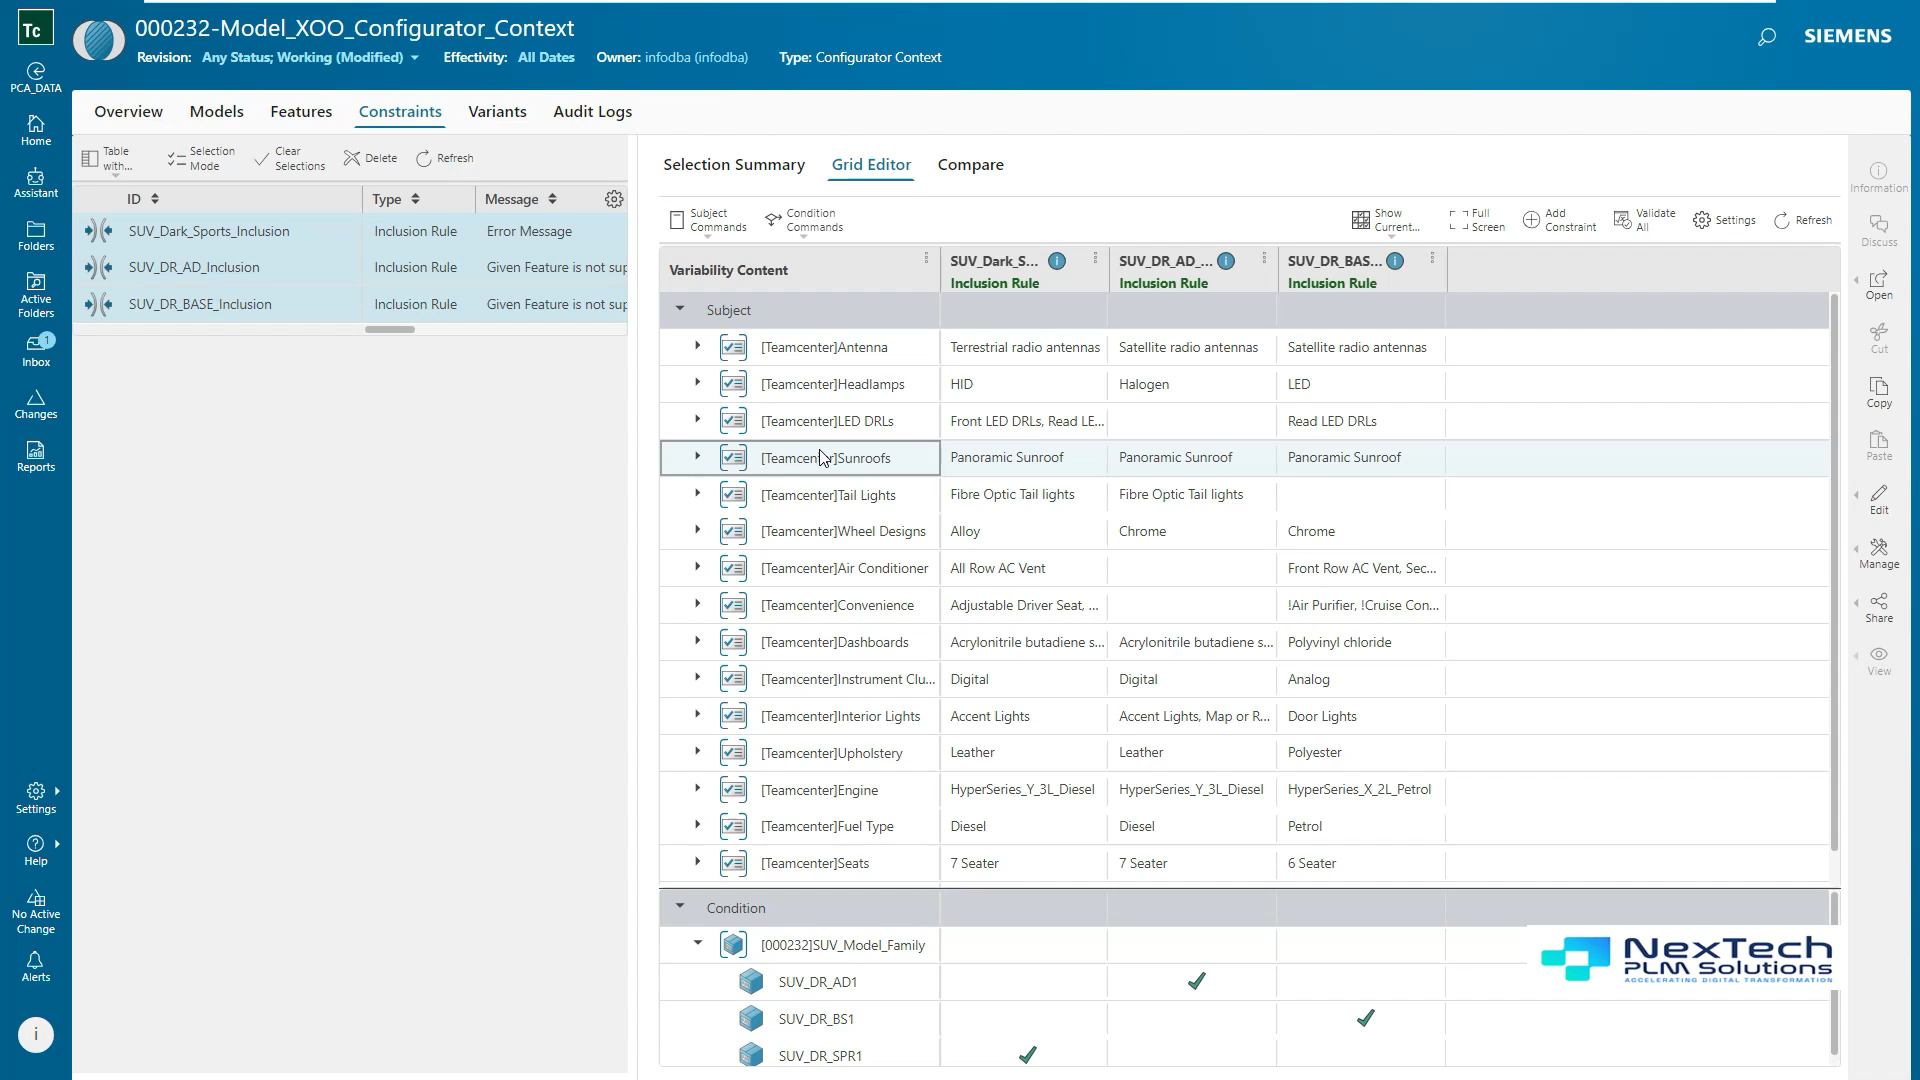 Tc
000232-Model_XOO_Configurator_Context
SIEMENS
Revision: Any Status; Working (Modified) Effectivity: All Dates Owner: infodba (infodba) Type: Configurator Context
PCA_DATA
Home
Assistant
Folders
Active
Folders
1
Inbox
Changes
Reports
Settings
Help
No Active
Change
Alerts
i
Overview Models Features Constraints Variants Audit Logs
Table
with...
Selection
Mode
Clear
Selections
Delete
Refresh
ID Type Message
SUV_Dark_Sports_Inclusion Inclusion Rule Error Message
SUV_DR_AD_Inclusion Inclusion Rule Given Feature is not sup
SUV_DR_BASE_Inclusion Inclusion Rule Given Feature is not sup
Selection Summary Grid Editor Compare
Subject
Commands
Condition
Commands
Show
Current...
Full
Screen
Add
Constraint
Validate
All
Settings
Refresh
Variability Content
SUV_Dark_S... i
Inclusion Rule
SUV_DR_AD_... i
Inclusion Rule
SUV_DR_BAS... i
Inclusion Rule
Subject
[Teamcenter]Antenna Terrestrial radio antennas Satellite radio antennas Satellite radio antennas
[Teamcenter]Headlamps HID Halogen LED
[Teamcenter]LED DRLs Front LED DRLs, Read LE... Read LED DRLs
[Teamcenter]Sunroofs Panoramic Sunroof Panoramic Sunroof Panoramic Sunroof
[Teamcenter]Tail Lights Fibre Optic Tail lights Fibre Optic Tail lights
[Teamcenter]Wheel Designs Alloy Chrome Chrome
[Teamcenter]Air Conditioner All Row AC Vent Front Row AC Vent, Sec...
[Teamcenter]Convenience Adjustable Driver Seat, ... !Air Purifier, !Cruise Con...
[Teamcenter]Dashboards Acrylonitrile butadiene s... Acrylonitrile butadiene s... Polyvinyl chloride
[Teamcenter]Instrument Clu... Digital Digital Analog
[Teamcenter]Interior Lights Accent Lights Accent Lights, Map or R... Door Lights
[Teamcenter]Upholstery Leather Leather Polyester
[Teamcenter]Engine HyperSeries_Y_3L_Diesel HyperSeries_Y_3L_Diesel HyperSeries_X_2L_Petrol
[Teamcenter]Fuel Type Diesel Diesel Petrol
[Teamcenter]Seats 7 Seater 7 Seater 6 Seater
Condition
[000232]SUV_Model_Family
SUV_DR_AD1
SUV_DR_BS1
SUV_DR_SPR1
Information
Discuss
Open
Cut
Copy
Paste
Edit
Manage
Share
View
NexTech
PLM Solutions
ACCELERATING DIGITAL TRANSFORMATION